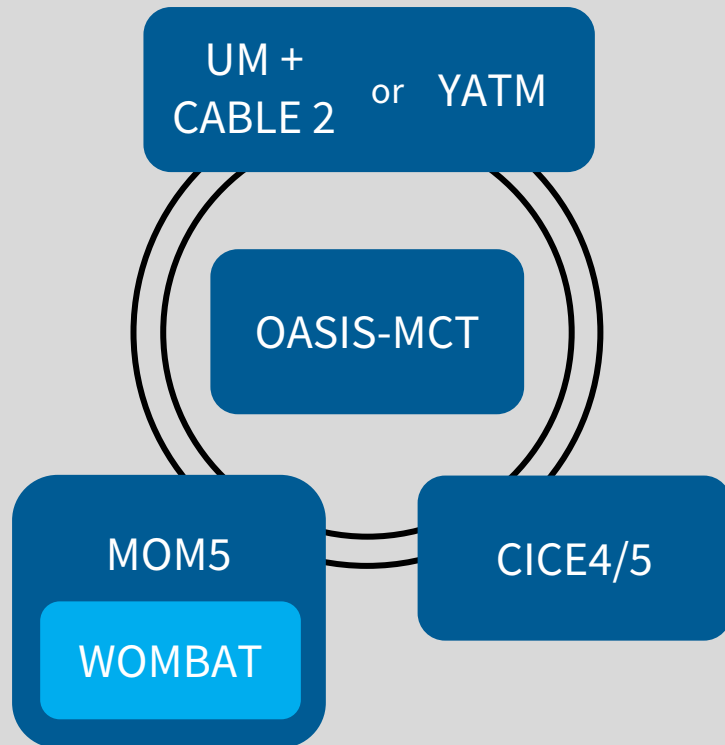 UM +
CABLE 2
or
YATM
OASIS-MCT
MOM5
WOMBAT
CICE4/5